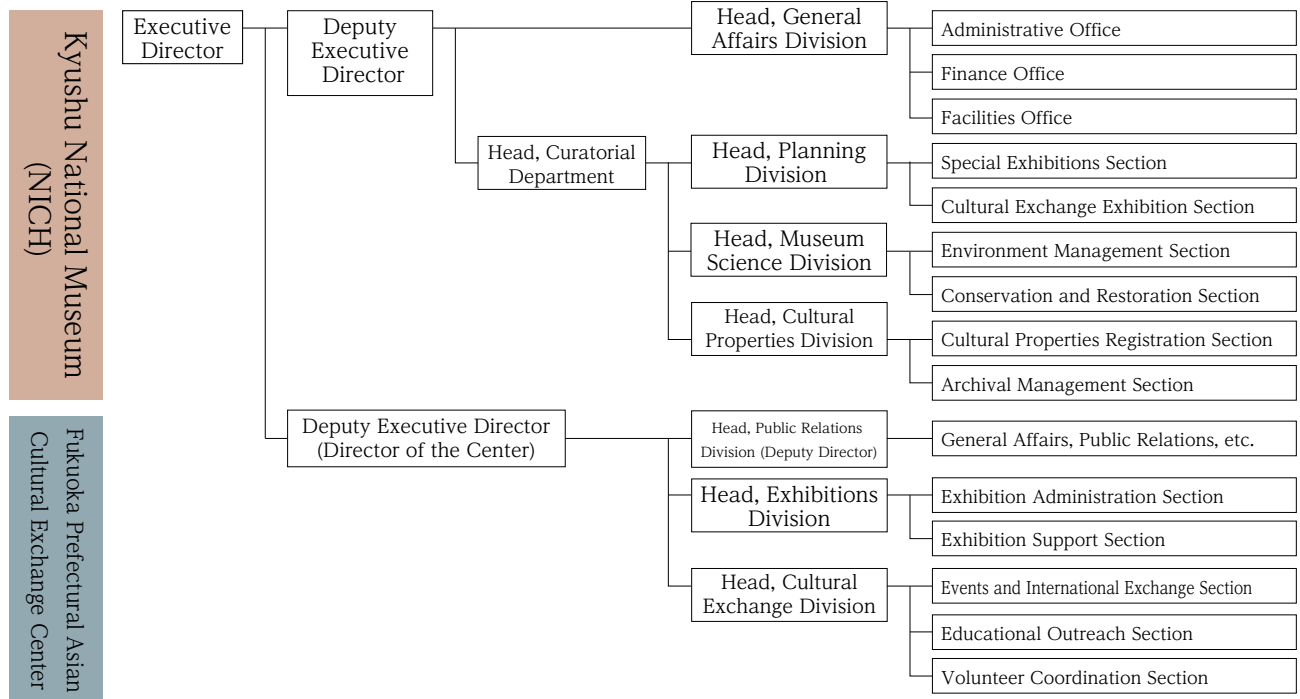 Kyushu National Museum
(NICH)
Executive
Director
Deputy
Executive
Director
Head, General
Affairs Division
Administrative Office
Finance Office
Facilities Office
Head, Curatorial
Department
Head, Planning
Division
Special Exhibitions Section
Cultural Exchange Exhibition Section
Head, Museum
Science Division
Environment Management Section
Conservation and Restoration Section
Head, Cultural
Properties Division
Cultural Properties Registration Section
Archival Management Section
Fukuoka Prefectural Asian
Cultural Exchange Center
Deputy Executive Director
(Director of the Center)
Head, Public Relations
Division (Deputy Director)
General Affairs, Public Relations, etc.
Head, Exhibitions
Division
Exhibition Administration Section
Exhibition Support Section
Head, Cultural
Exchange Division
Events and International Exchange Section
Educational Outreach Section
Volunteer Coordination Section